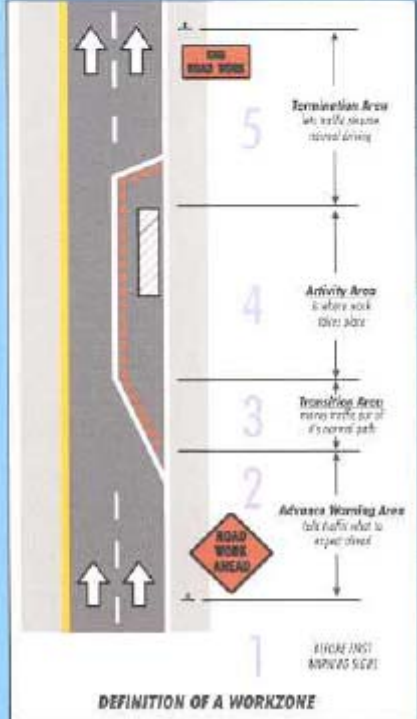 END
ROAD WORK
5
Termination Area
lets traffic resume
normal driving
4
Activity Area
is where work
takes place
3
Transition Area
moves traffic out of
it's normal path
2
Advance Warning Area
tells traffic what to
expect ahead
ROAD
WORK
AHEAD
1
BEFORE FIRST
WARNING SIGNS
DEFINITION OF A WORKZONE